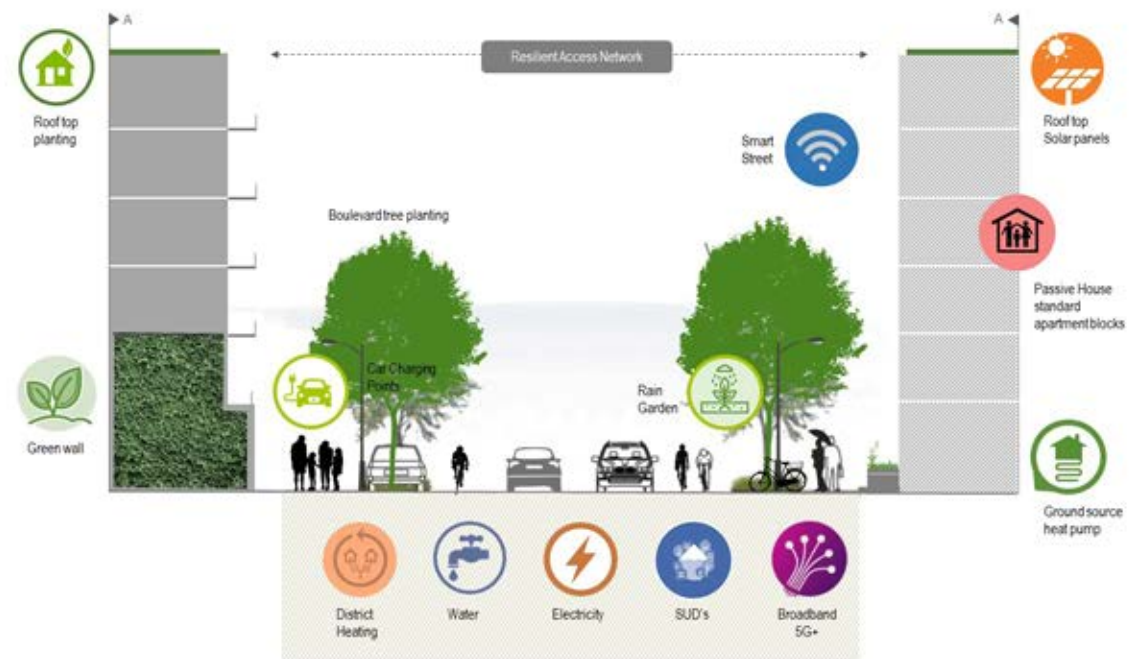 A
A
Resilient Access Network
Roof top
planting
Roof top
Solar panels
Smart
Street
Boulevard tree planting
Passive House
standard
apartment blocks
Car Charging
Points
Rain
Garden
Green wall
Ground source
heat pump
District
Heating
Water
Electricity
SUD's
Broadband
5G+